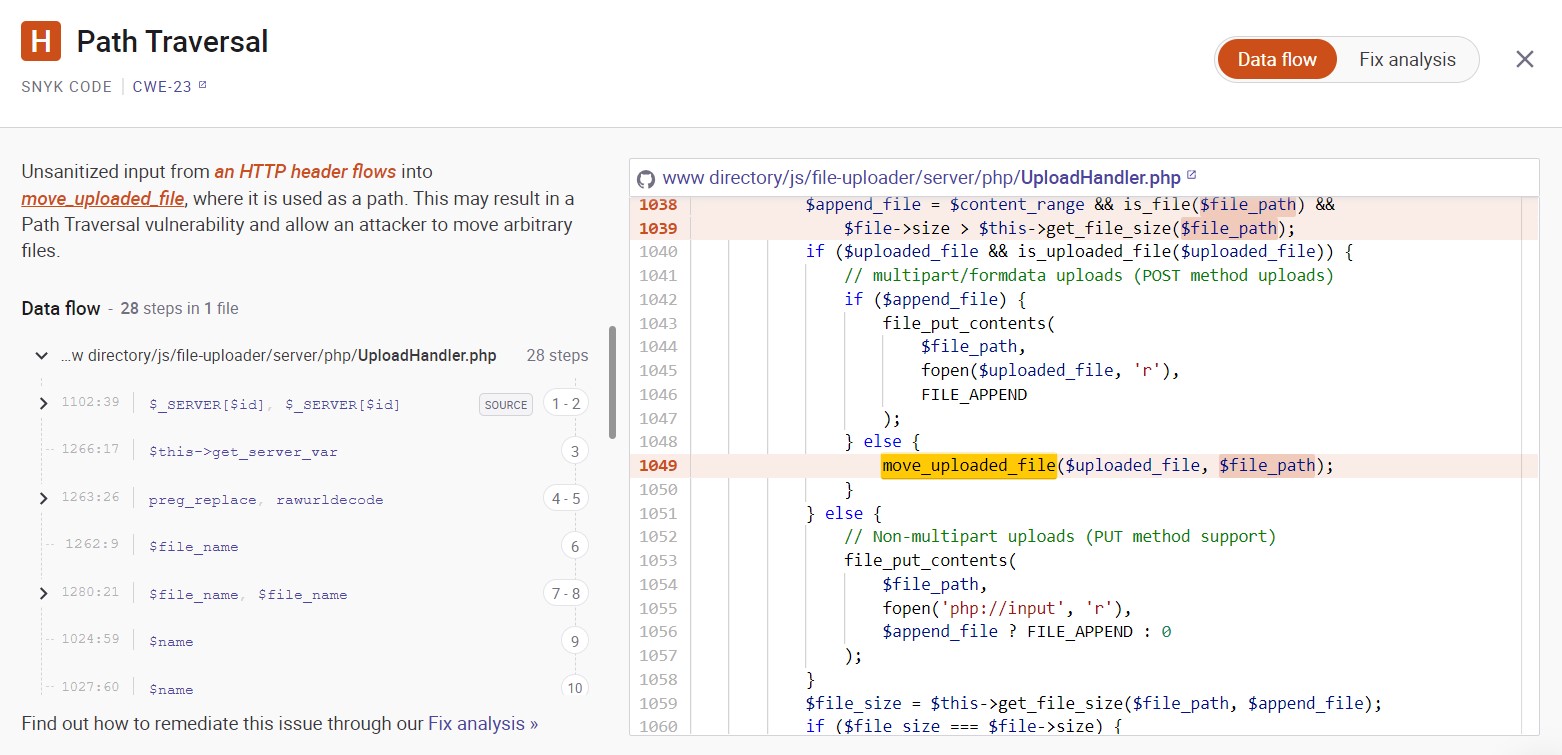 H Path Traversal
SNYK CODE | CWE-23
Data flow
Fix analysis
Unsanitized input from an HTTP header flows into
move_uploaded_file, where it is used as a path. This may result in a
Path Traversal vulnerability and allow an attacker to move arbitrary
files.
Data flow - 28 steps in 1 file
...w directory/js/file-uploader/server/php/UploadHandler.php 28 steps
1102:39 $_SERVER[$id], $_SERVER[$id] SOURCE 1 - 2
1266:17 $this->get_server_var 3
1263:26 preg_replace, rawurldecode 4 - 5
1262:9 $file_name 6
1280:21 $file_name, $file_name 7 - 8
1024:59 $name 9
1027:60 $name 10
Find out how to remediate this issue through our Fix analysis »
www directory/js/file-uploader/server/php/UploadHandler.php
1038 $append_file = $content_range && is_file($file_path) &&
1039 $file->size > $this->get_file_size($file_path);
1040 if ($uploaded_file && is_uploaded_file($uploaded_file)) {
1041 // multipart/formdata uploads (POST method uploads)
1042 if ($append_file) {
1043 file_put_contents(
1044 $file_path,
1045 fopen($uploaded_file, 'r'),
1046 FILE_APPEND
1047 );
1048 } else {
1049 move_uploaded_file($uploaded_file, $file_path);
1050 }
1051 } else {
1052 // Non-multipart uploads (PUT method support)
1053 file_put_contents(
1054 $file_path,
1055 fopen('php://input', 'r'),
1056 $append_file ? FILE_APPEND : 0
1057 );
1058 }
1059 $file_size = $this->get_file_size($file_path, $append_file);
1060 if ($file_size === $file->size) {